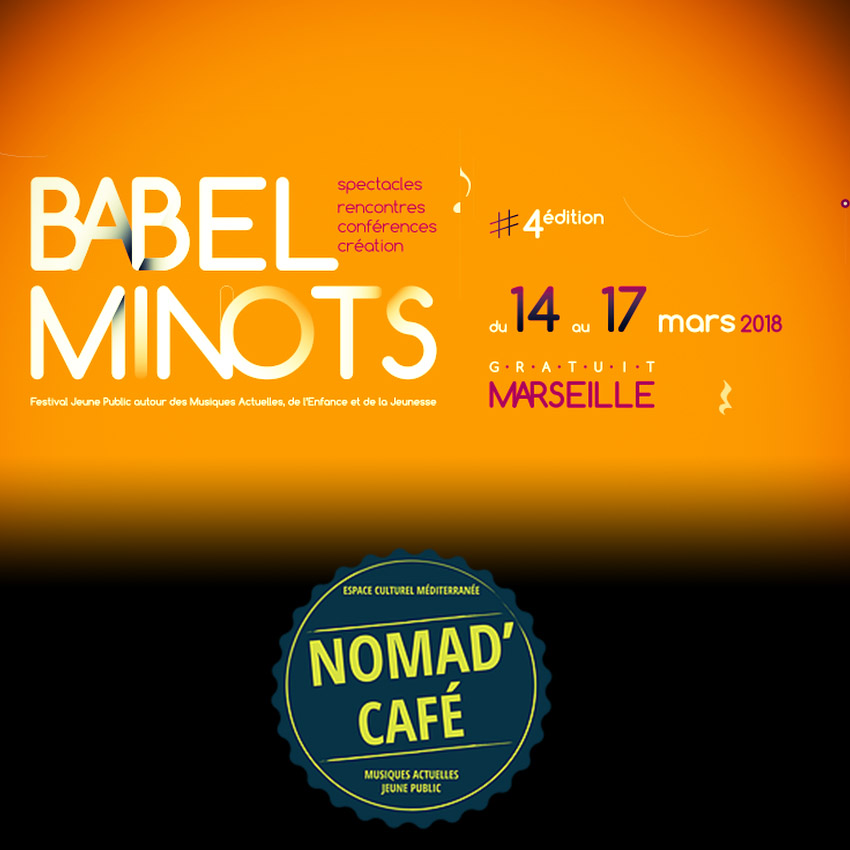 BABEL
MINOTS
spectacles
rencontres
conférences
création
Festival Jeune Public autour des Musiques Actuelles, de l'Enfance et de la Jeunesse
#4édition
du 14 au 17 mars 2018
G·R·A·T·U·I·T
MARSEILLE
ESPACE CULTUREL MÉDITERRANÉE
NOMAD'
CAFÉ
MUSIQUES ACTUELLES
JEUNE PUBLIC